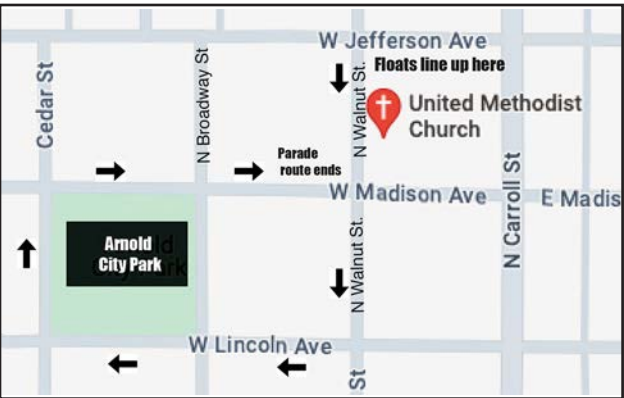 W Jefferson Ave
Floats line up here
Cedar St
N Broadway St
N Walnut St.
United Methodist
Church
Parade
route ends
W Madison Ave
E Madis
N Carroll St
Arnold
City Park
N Walnut St.
W Lincoln Ave
St